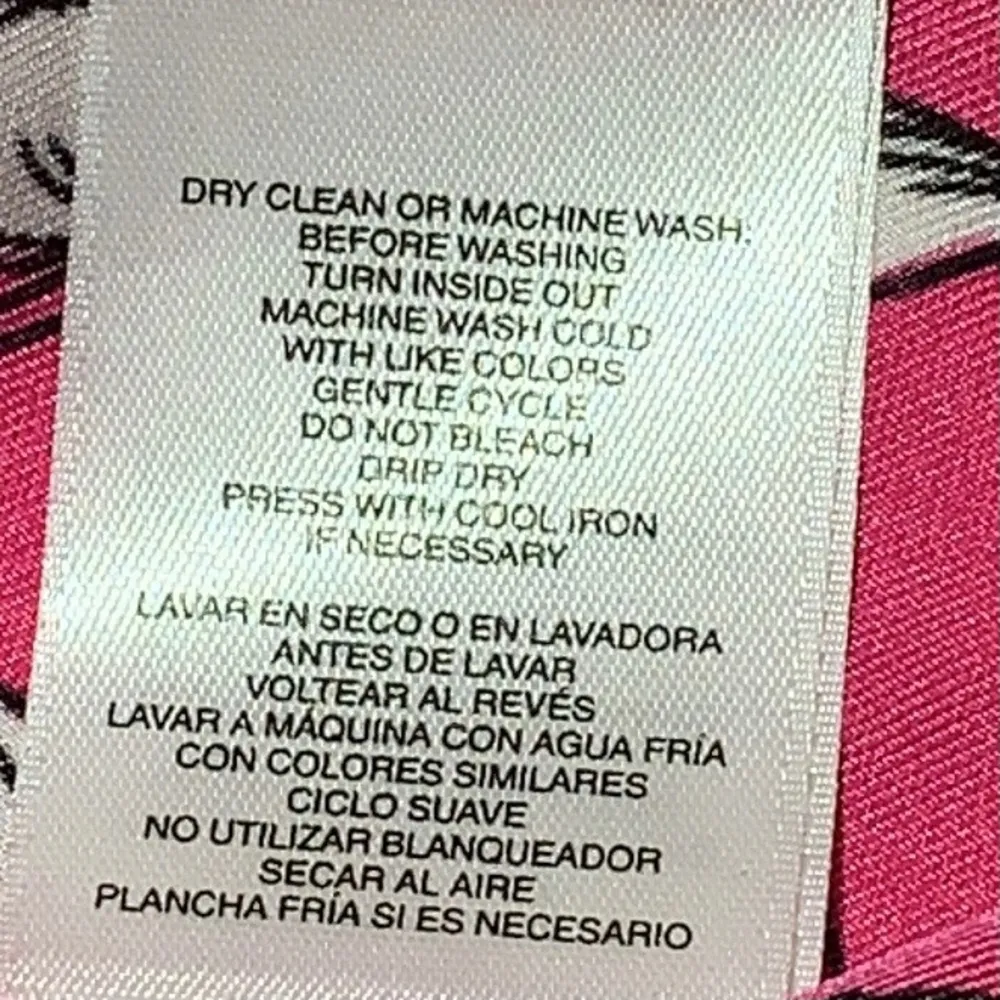 DRY CLEAN OR MACHINE WASH.
BEFORE WASHING
TURN INSIDE OUT
MACHINE WASH COLD
WITH LIKE COLORS
GENTLE CYCLE
DO NOT BLEACH
DRIP DRY
PRESS WITH COOL IRON
IF NECESSARY
LAVAR EN SECO O EN LAVADORA
ANTES DE LAVAR
VOLTEAR AL REVÉS
LAVAR A MÁQUINA CON AGUA FRÍA
CON COLORES SIMILARES
CICLO SUAVE
NO UTILIZAR BLANQUEADOR
SECAR AL AIRE
PLANCHA FRÍA SI ES NECESARIO